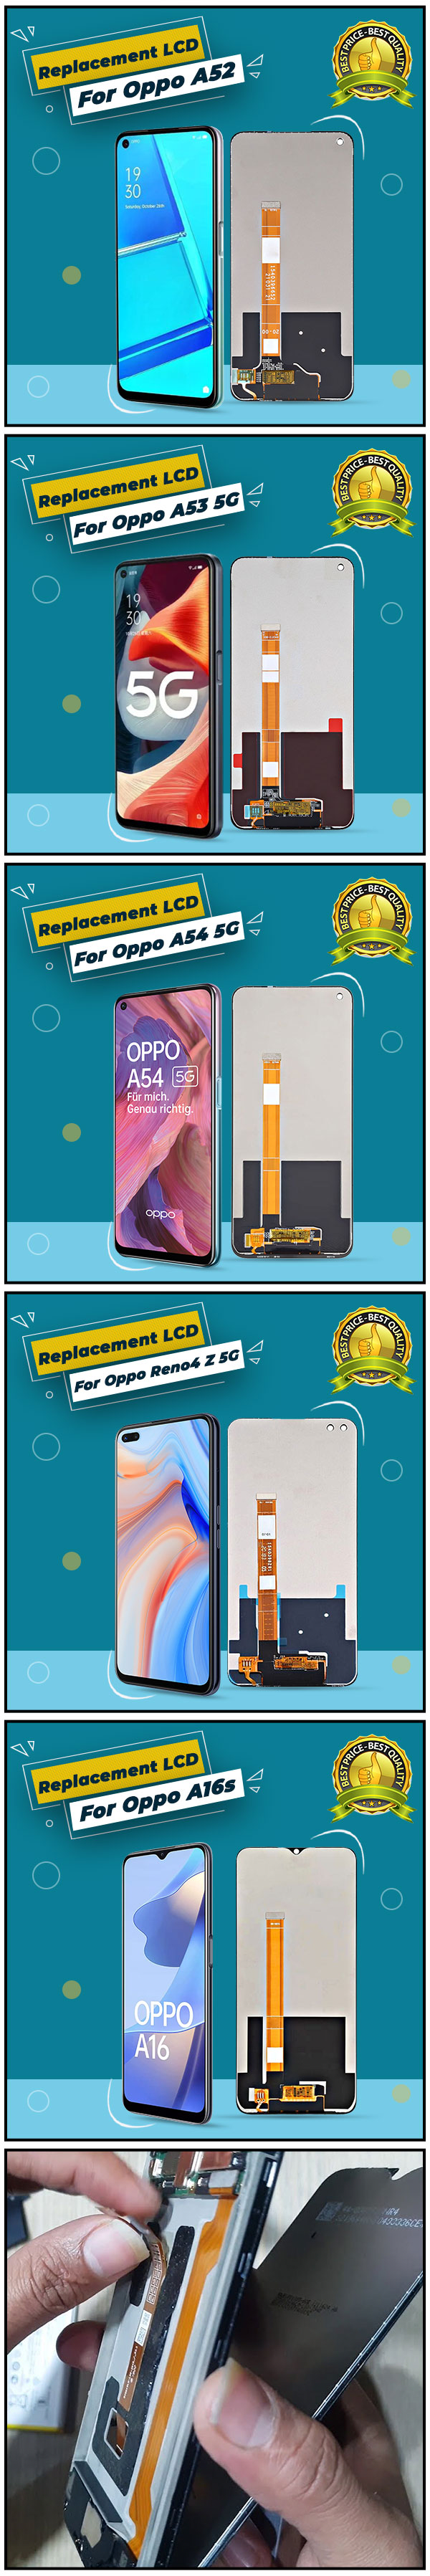 Replacement LCD
For Oppo A52
BEST PRICE - BEST QUALITY
19
30
Replacement LCD
For Oppo A53 5G
BEST PRICE - BEST QUALITY
19
30
5G
Replacement LCD
For Oppo A54 5G
BEST PRICE - BEST QUALITY
OPPO
A54 5G
Für mich.
Genau richtig.
oppo
Replacement LCD
For Oppo Reno4 Z 5G
BEST PRICE - BEST QUALITY
Replacement LCD
For Oppo A16s
BEST PRICE - BEST QUALITY
OPPO
A16